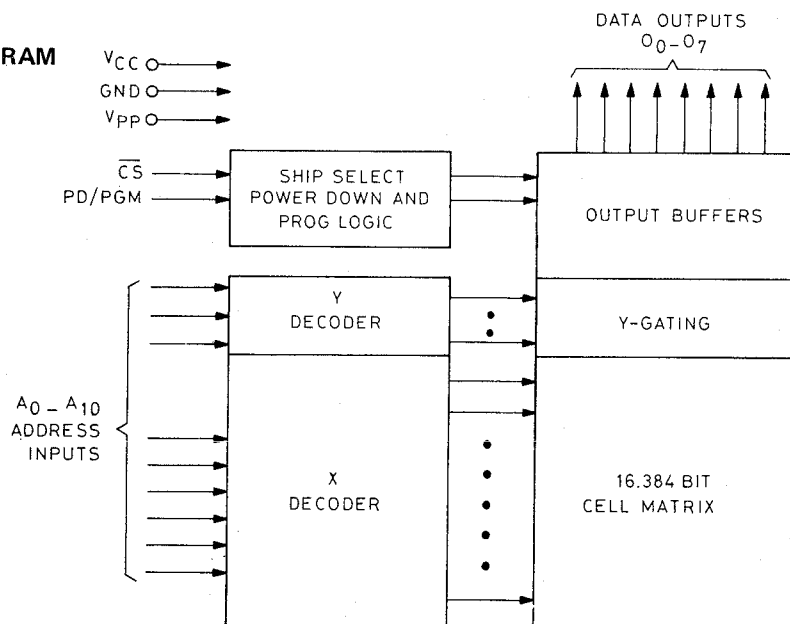 RAM
VCC
GND
VPP
CS
PD/PGM
SHIP SELECT
POWER DOWN AND
PROG LOGIC
DATA OUTPUTS
O0-O7
OUTPUT BUFFERS
Y
DECODER
Y-GATING
A0 – A10
ADDRESS
INPUTS
X
DECODER
16.384 BIT
CELL MATRIX